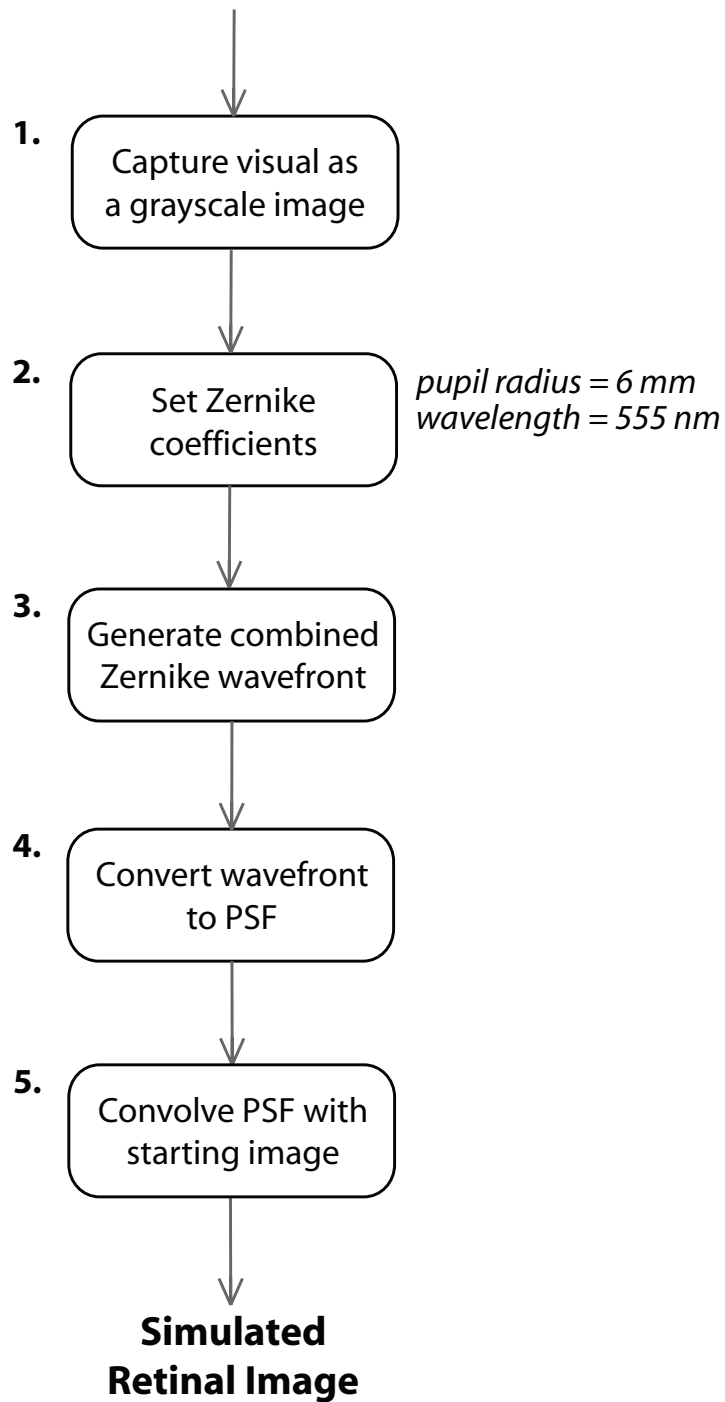 1.
Capture visual as
a grayscale image
2.
Set Zernike
coefficients
pupil radius = 6 mm
wavelength = 555 nm
3.
Generate combined
Zernike wavefront
4.
Convert wavefront
to PSF
5.
Convolve PSF with
starting image
Simulated
Retinal Image